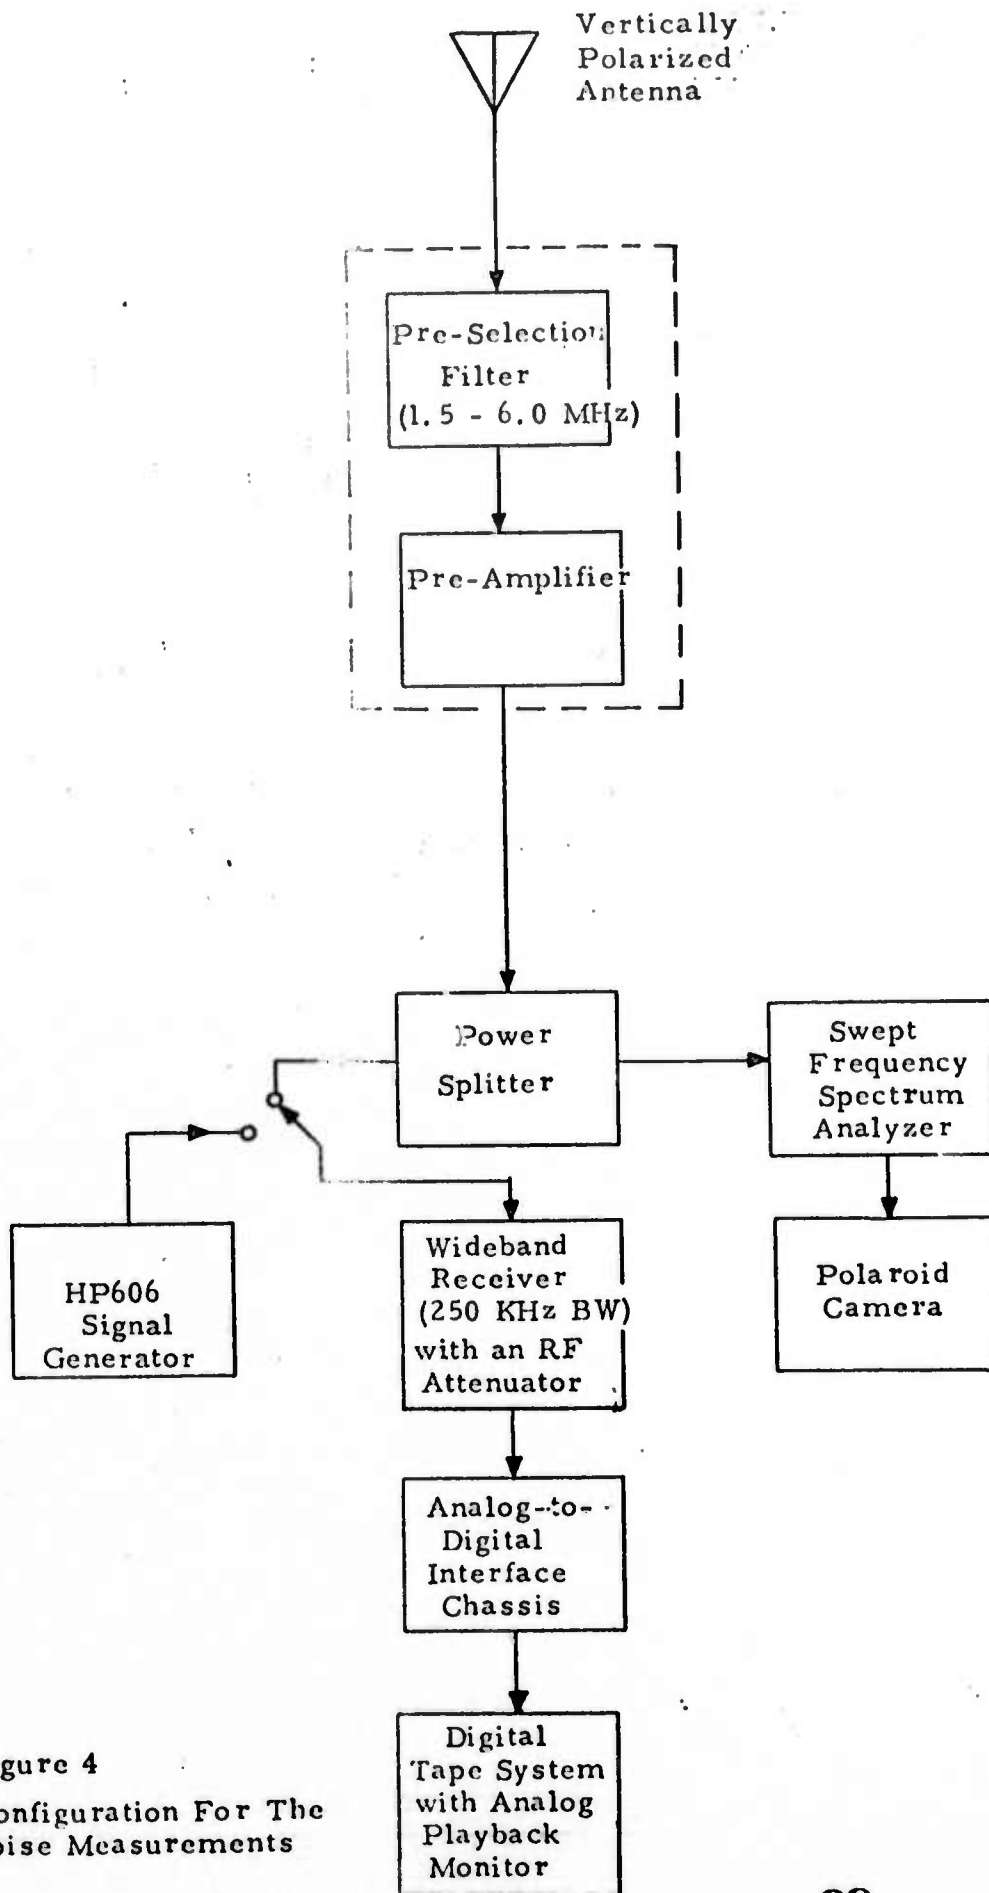 Vertically
Polarized
Antenna
Pre-Selection
Filter
(1.5 - 6.0 MHz)
Pre-Amplifier
Power
Splitter
Swept
Frequency
Spectrum
Analyzer
HP606
Signal
Generator
Wideband
Receiver
(250 KHz BW)
with an RF
Attenuator
Polaroid
Camera
Analog-to-
Digital
Interface
Chassis
Digital
Tape System
with Analog
Playback
Monitor
gure 4
onfiguration For The
oise Measurements